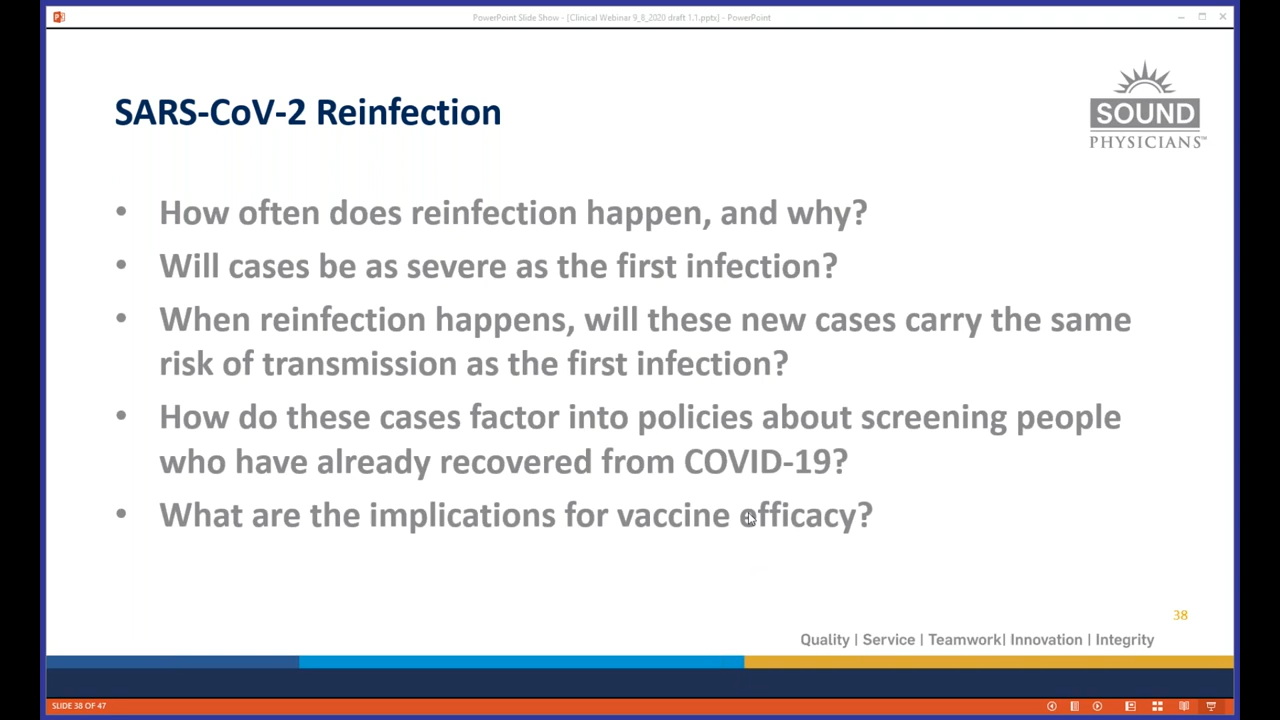 PowerPoint Slide Show - [Clinical Webinar 9_8_2020 draft 1.1.ppts] - PowerPoint
SARS-CoV-2 Reinfection
SOUND
PHYSICIANS™
• How often does reinfection happen, and why?
• Will cases be as severe as the first infection?
• When reinfection happens, will these new cases carry the same
risk of transmission as the first infection?
• How do these cases factor into policies about screening people
who have already recovered from COVID-19?
• What are the implications for vaccine efficacy?
38
Quality | Service | Teamwork| Innovation | Integrity
SLIDE 38 OF 47